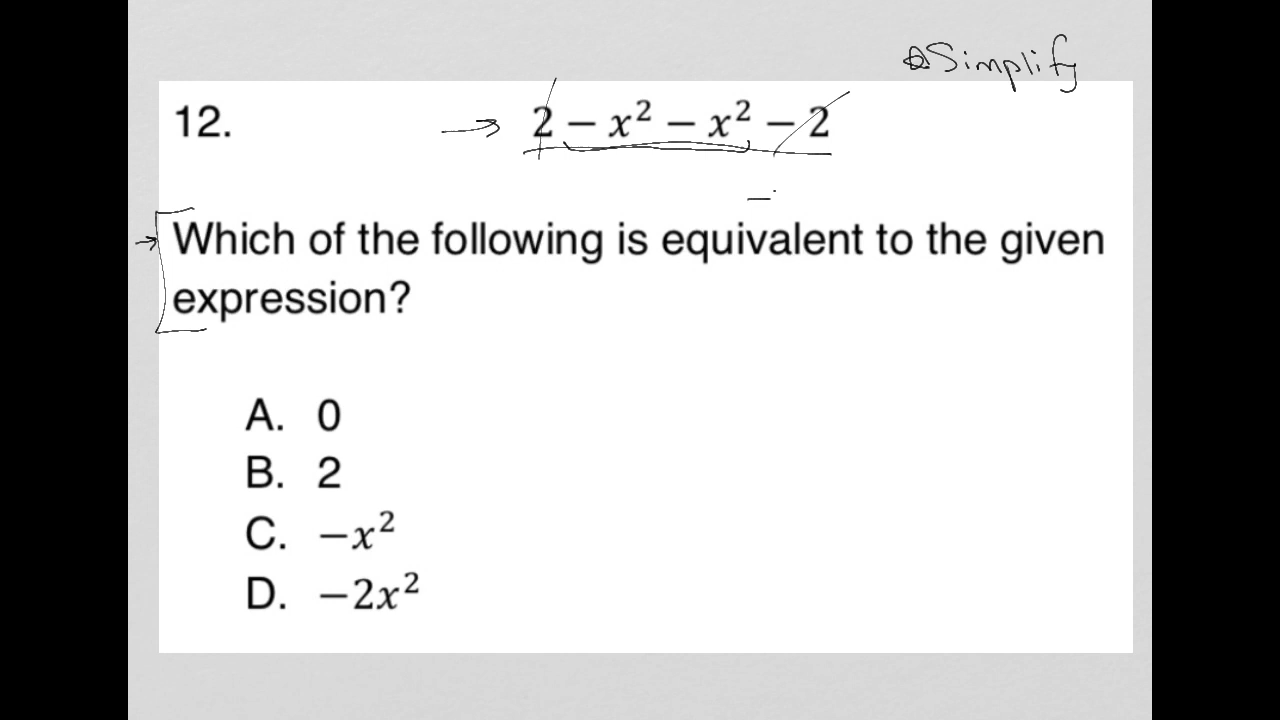 Simplify
12. → 2 − x² − x² − 2
−
→ Which of the following is equivalent to the given
expression?
A. 0
B. 2
C. −x²
D. −2x²